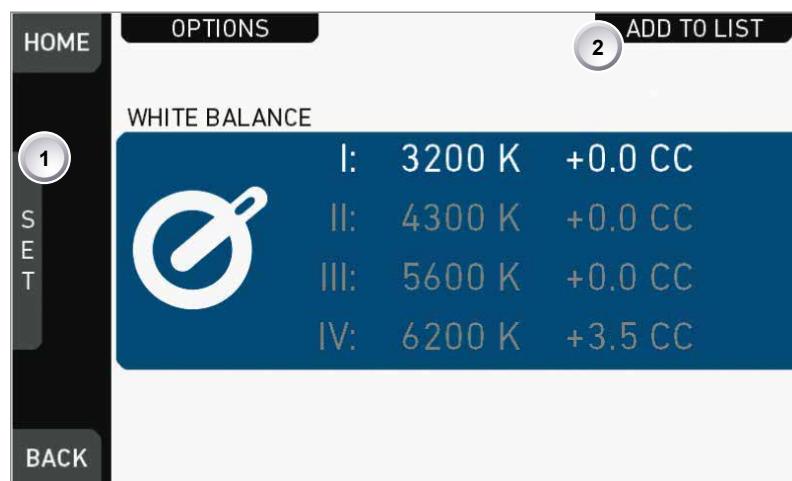 HOME
OPTIONS
2
ADD TO LIST
WHITE BALANCE
1
SET
I: 3200 K +0.0 CC
II: 4300 K +0.0 CC
III: 5600 K +0.0 CC
IV: 6200 K +3.5 CC
BACK